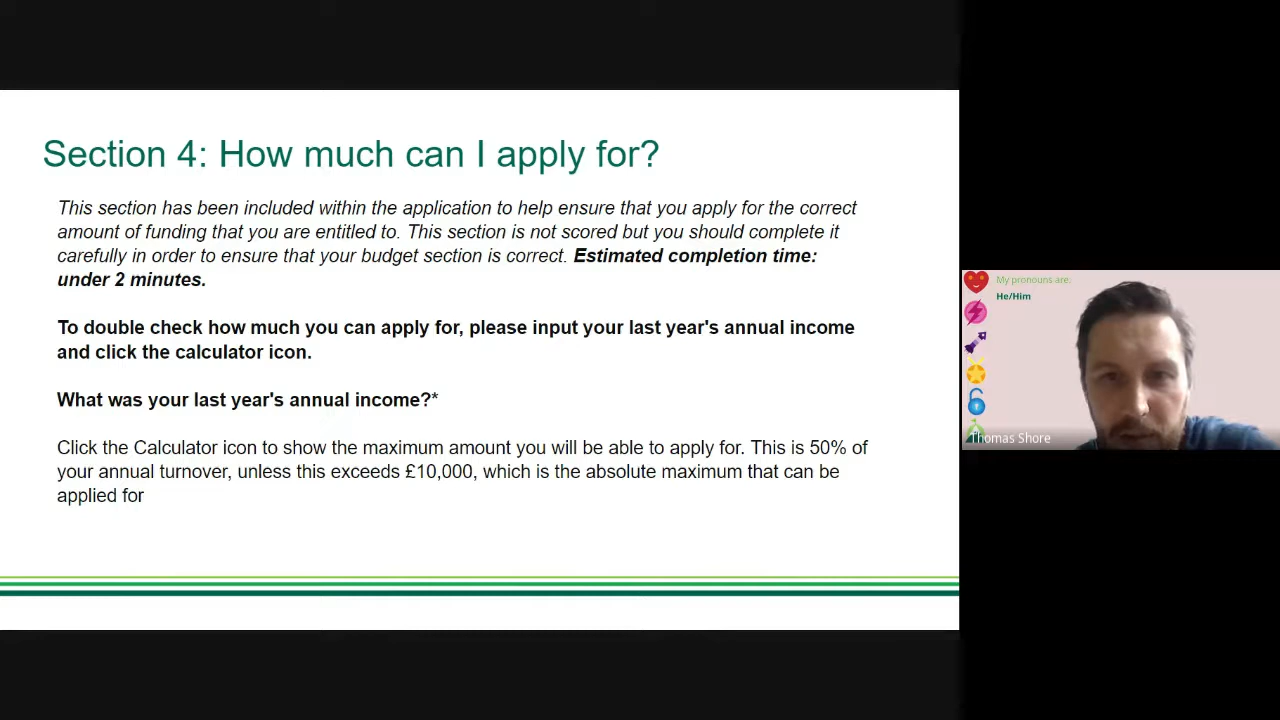 Section 4: How much can I apply for?
This section has been included within the application to help ensure that you apply for the correct
amount of funding that you are entitled to. This section is not scored but you should complete it
carefully in order to ensure that your budget section is correct. Estimated completion time:
under 2 minutes.
To double check how much you can apply for, please input your last year's annual income
and click the calculator icon.
What was your last year's annual income?*
Click the Calculator icon to show the maximum amount you will be able to apply for. This is 50% of
your annual turnover, unless this exceeds £10,000, which is the absolute maximum that can be
applied for
My pronouns are:
He/Him
Thomas Shore